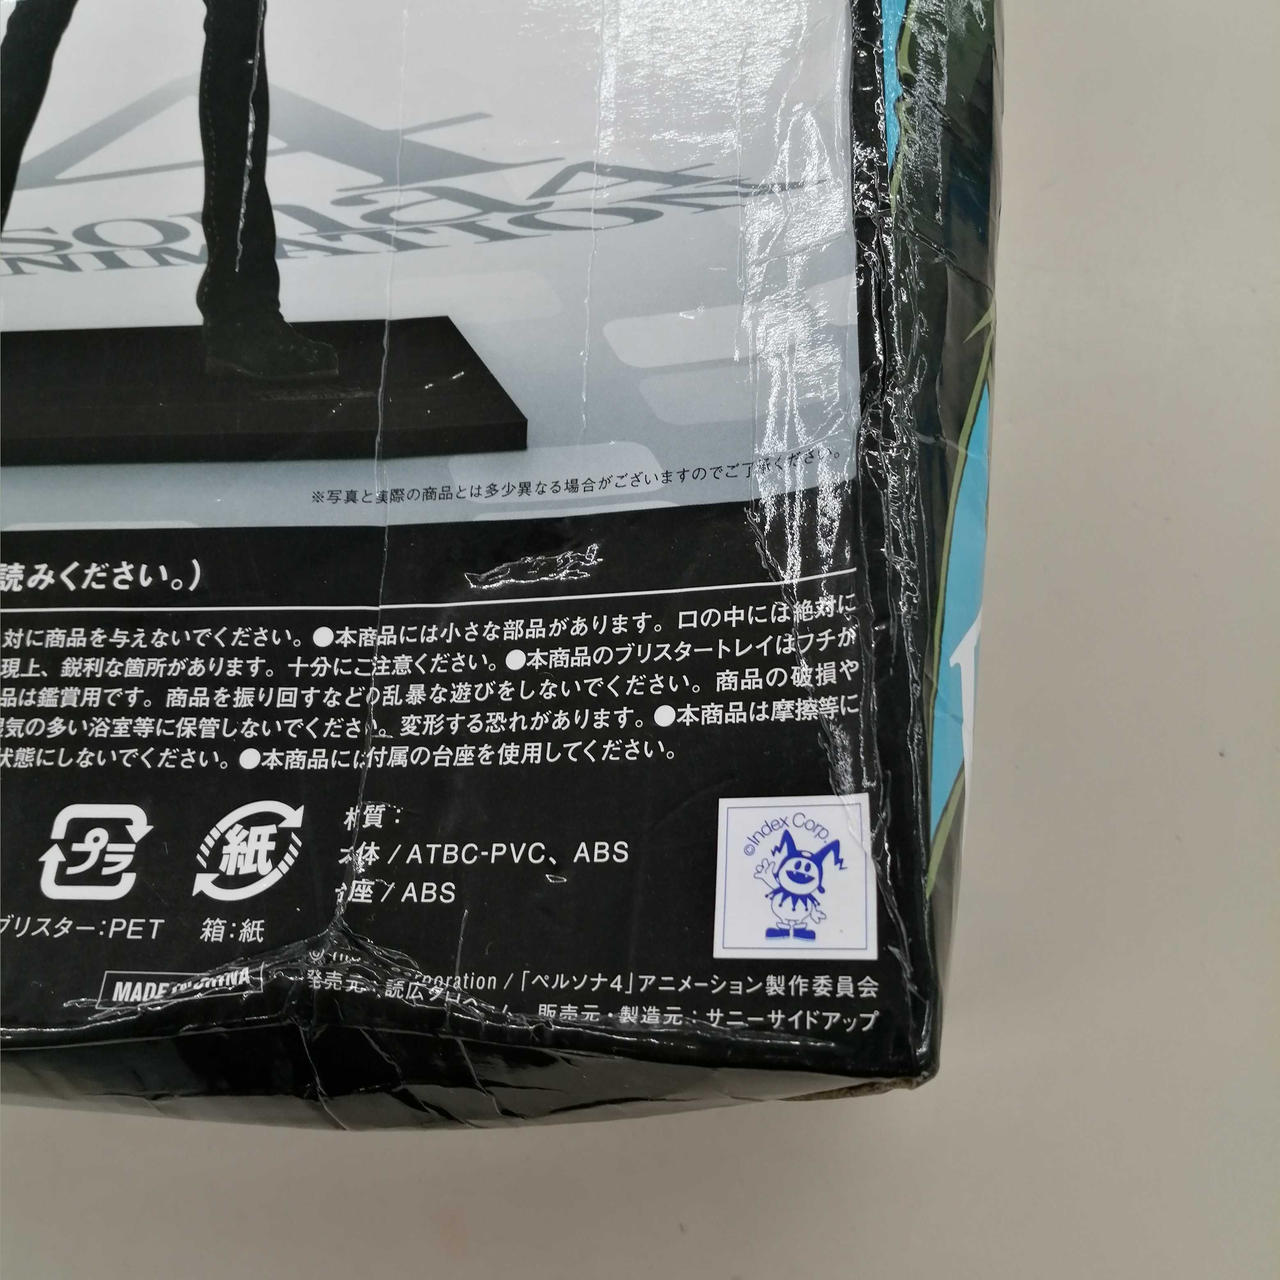 ANIMATION
※写真と実際の商品とは多少異なる場合がございますのでご了承ください。
読みください。）
対に商品を与えないでください。●本商品には小さな部品があります。口の中には絶対に
現上、鋭利な箇所があります。十分にご注意ください。●本商品のブリスタートレイはフチが
品は鑑賞用です。商品を振り回すなどの乱暴な遊びをしないでください。商品の破損や
湿気の多い浴室等に保管しないでください。変形する恐れがあります。●本商品は摩擦等に
状態にしないでください。●本商品には付属の台座を使用してください。
プラ
紙
材質：
本体/ATBC-PVC、ABS
台座/ABS
ブリスター：PET
箱：紙
©Index Corp.
MADE IN CHINA
/「ペルソナ4」アニメーション製作委員会
発売元：読広 販売元・製造元：サニーサイドアップ